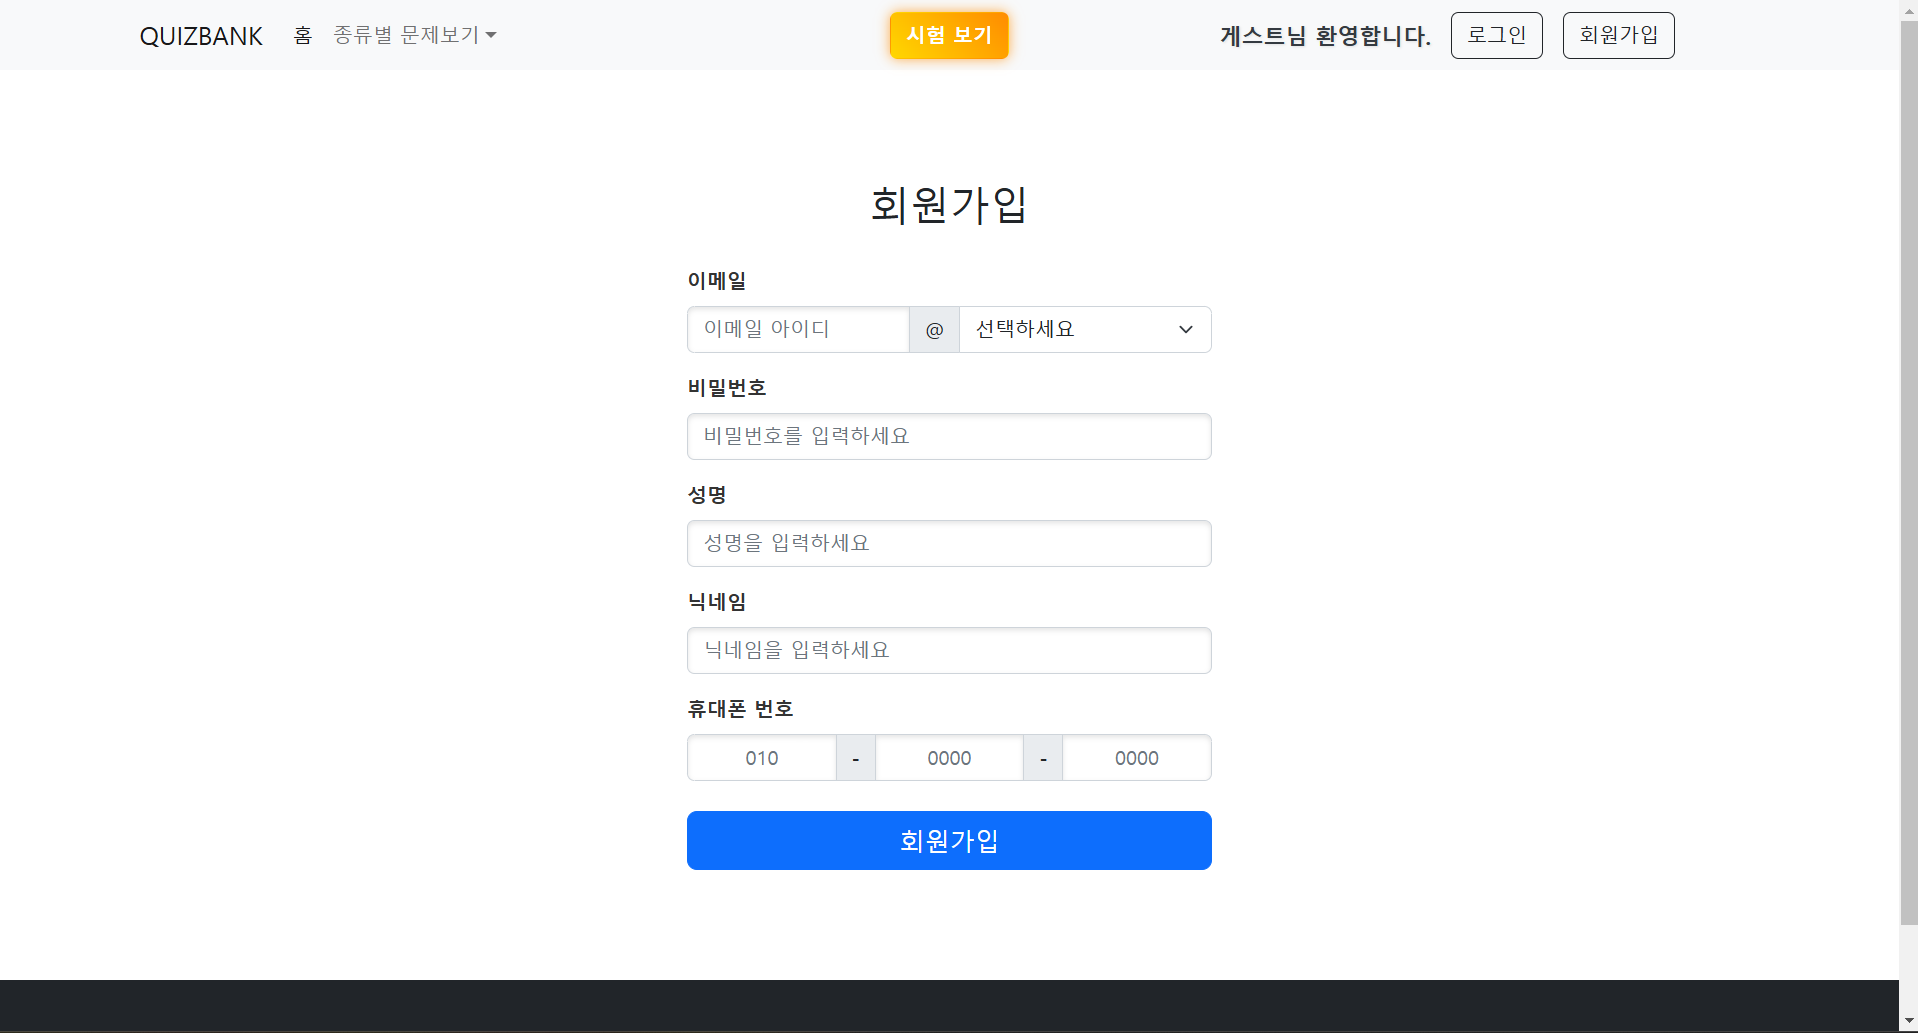 QUIZBANK 홈 종류별 문제보기 시험 보기 게스트님 환영합니다. 로그인 회원가입
회원가입
이메일
이메일 아이디 @ 선택하세요
비밀번호
비밀번호를 입력하세요
성명
성명을 입력하세요
닉네임
닉네임을 입력하세요
휴대폰 번호
010 - 0000 - 0000
회원가입